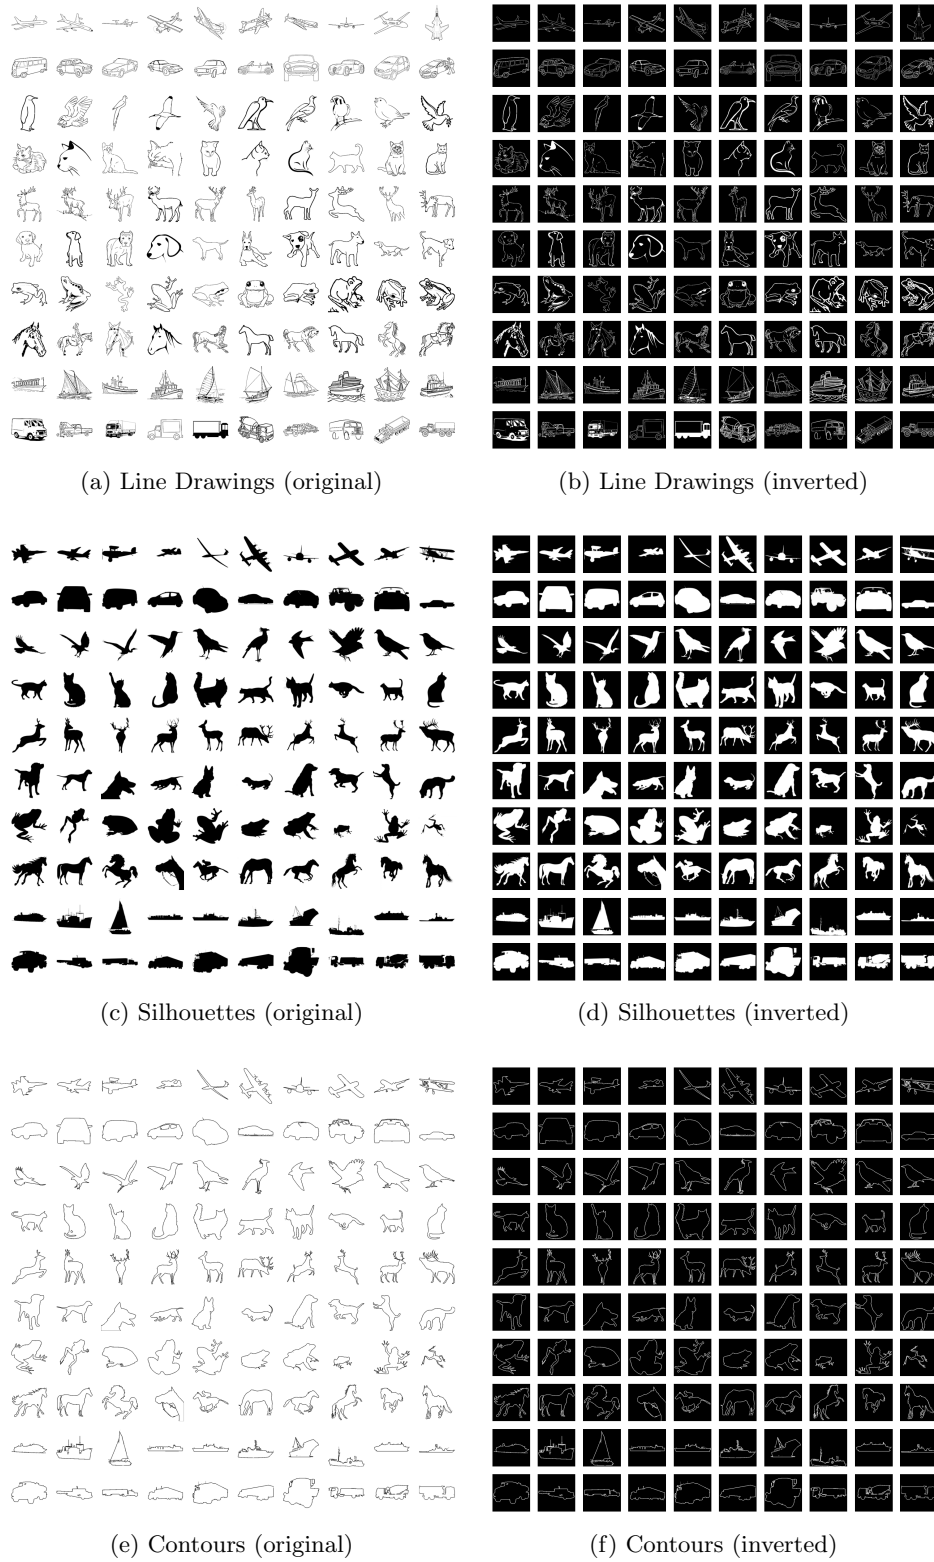 (a) Line Drawings (original)
(b) Line Drawings (inverted)
(c) Silhouettes (original)
(d) Silhouettes (inverted)
(e) Contours (original)
(f) Contours (inverted)